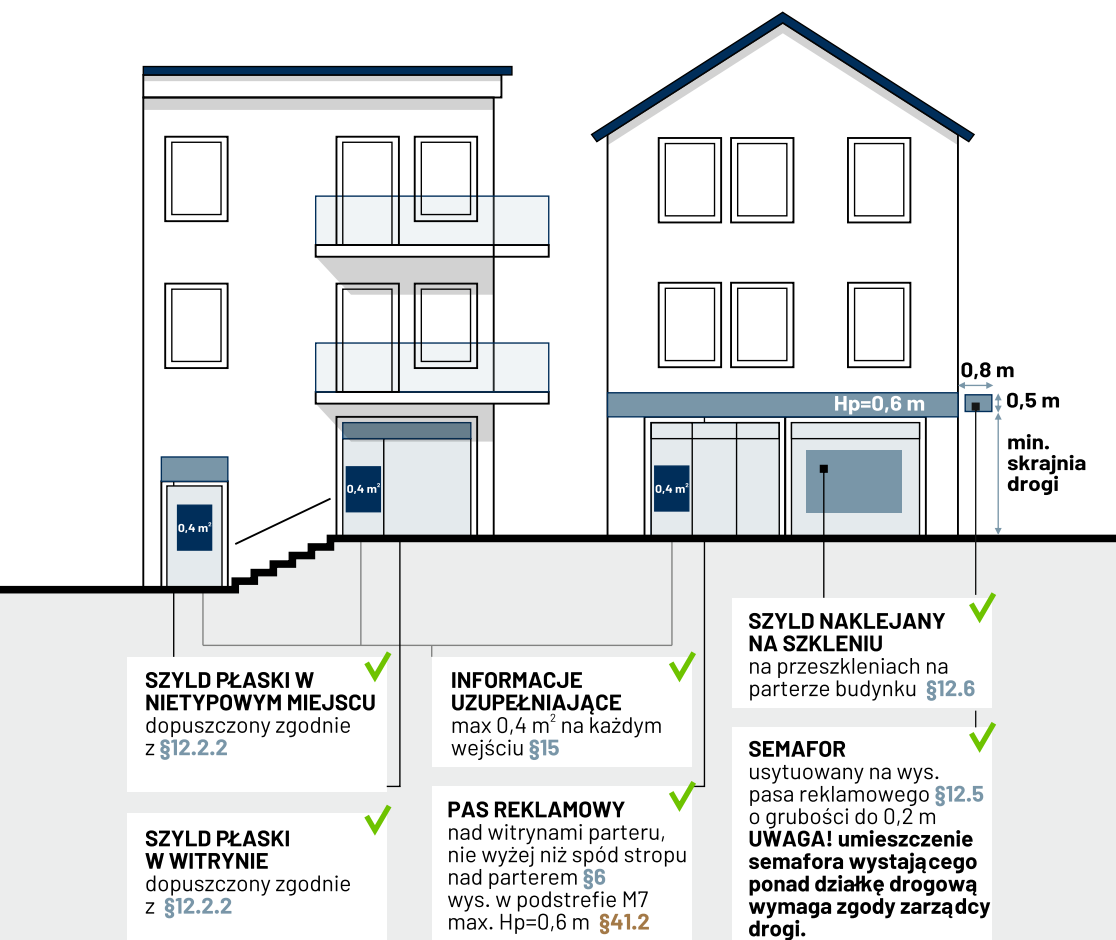 0,8 m
Hp=0,6 m
0,5 m
min.
skrajnia
drogi
0,4 m²
0,4 m²
0,4 m²
SZYLD PŁASKI W
NIETYPOWYM MIEJSCU
dopuszczony zgodnie
z §12.2.2
SZYLD PŁASKI
W WITRYNIE
dopuszczony zgodnie
z §12.2.2
INFORMACJE
UZUPEŁNIAJĄCE
max 0,4 m² na każdym
wejściu §15
PAS REKLAMOWY
nad witrynami parteru,
nie wyżej niż spód stropu
nad parterem §6
wys. w podstrefie M7
max. Hp=0,6 m §41.2
SZYLD NAKLEJANY
NA SZKLENIU
na przeszkleniach na
parterze budynku §12.6
SEMAFOR
usytuowany na wys.
pasa reklamowego §12.5
o grubości do 0,2 m
UWAGA! umieszczenie
semafora wystającego
ponad działkę drogową
wymaga zgody zarządcy
drogi.